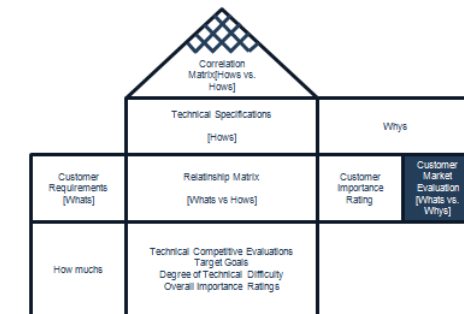 Correlation
Matrix[Hows vs.
Hows]
Technical Specifications
[Hows]
Whys
Customer
Requirements
[Whats]
Relatinship Matrix
[Whats vs Hows]
Customer
Importance
Rating
Customer
Market
Evaluation
[Whats vs.
Whys]
How muchs
Technical Competitive Evaluations
Target Goals
Degree of Technical Difficulty
Overall Importance Ratings